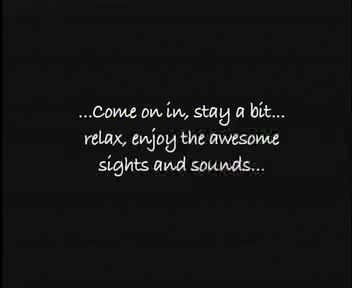 ...Come on in, stay a bit...
relax, enjoy the awesome
sights and sounds...